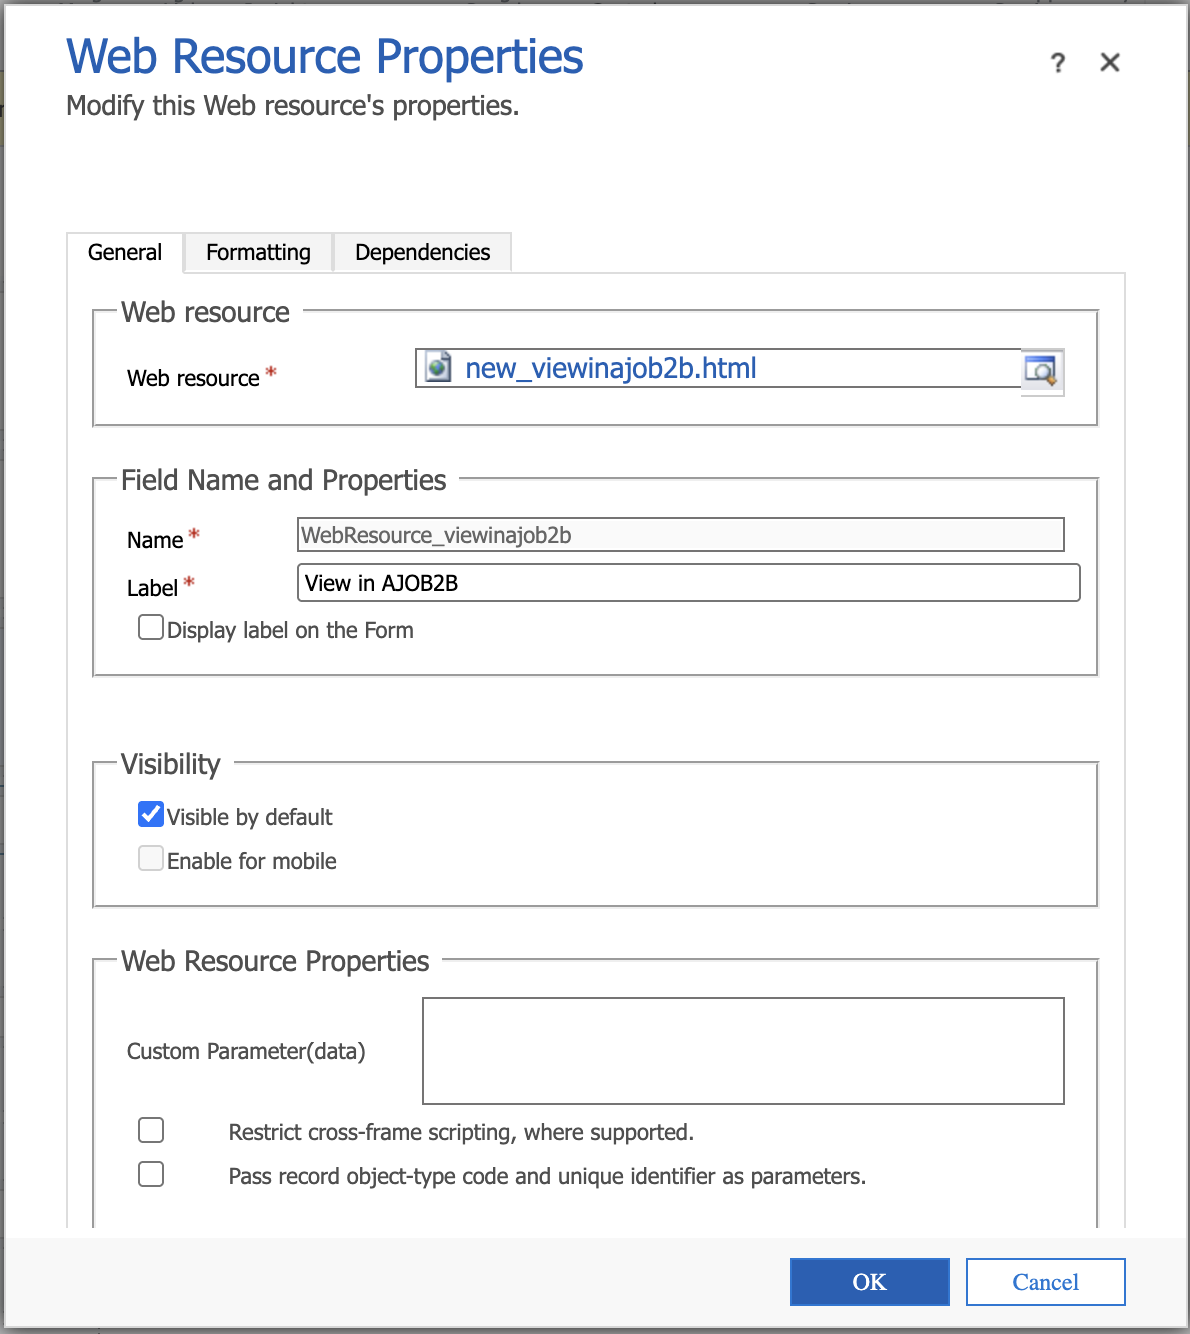 Web Resource Properties
? ×
Modify this Web resource's properties.
General Formatting Dependencies
Web resource
Web resource * new_viewinajob2b.html
Field Name and Properties
Name * WebResource_viewinajob2b
Label * View in AJOB2B
Display label on the Form
Visibility
Visible by default
Enable for mobile
Web Resource Properties
Custom Parameter(data)
Restrict cross-frame scripting, where supported.
Pass record object-type code and unique identifier as parameters.
OK Cancel